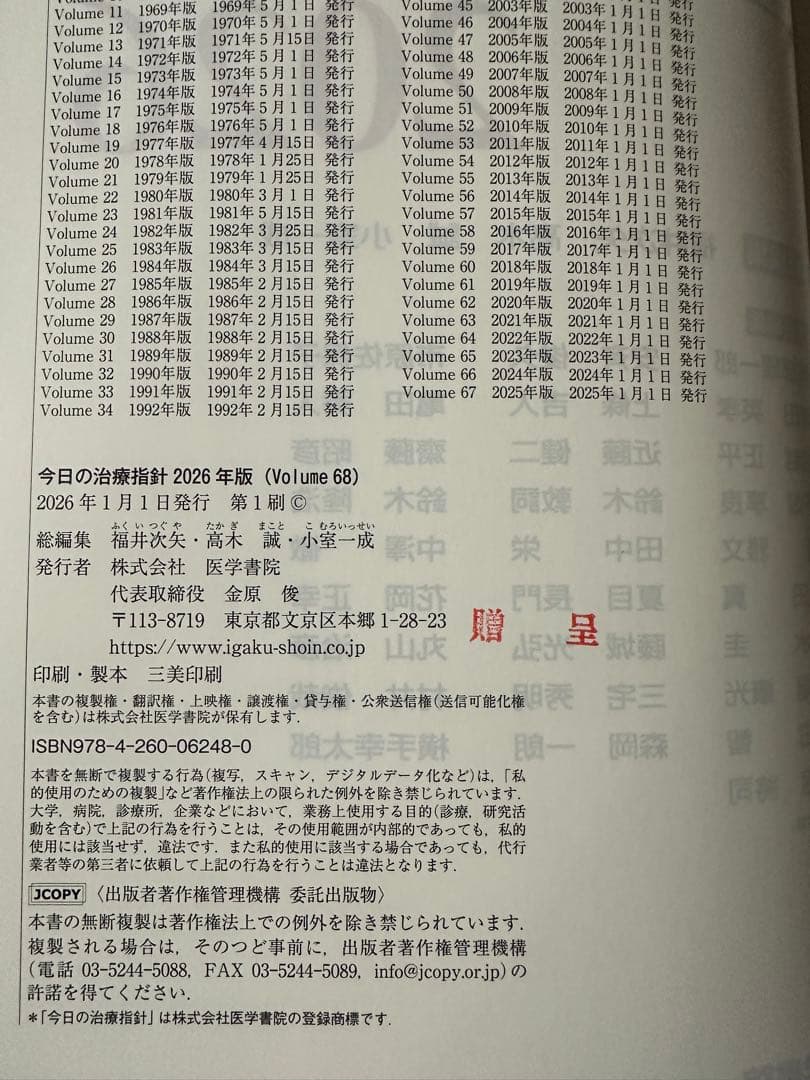 Volume 11 1969年版 1969年5月1日 発行
Volume 12 1970年版 1970年5月1日 発行
Volume 13 1971年版 1971年5月15日 発行
Volume 14 1972年版 1972年5月1日 発行
Volume 15 1973年版 1973年5月1日 発行
Volume 16 1974年版 1974年5月1日 発行
Volume 17 1975年版 1975年5月1日 発行
Volume 18 1976年版 1976年5月1日 発行
Volume 19 1977年版 1977年4月15日 発行
Volume 20 1978年版 1978年1月25日 発行
Volume 21 1979年版 1979年1月25日 発行
Volume 22 1980年版 1980年3月1日 発行
Volume 23 1981年版 1981年5月15日 発行
Volume 24 1982年版 1982年3月25日 発行
Volume 25 1983年版 1983年3月15日 発行
Volume 26 1984年版 1984年3月15日 発行
Volume 27 1985年版 1985年2月15日 発行
Volume 28 1986年版 1986年2月15日 発行
Volume 29 1987年版 1987年2月15日 発行
Volume 30 1988年版 1988年2月15日 発行
Volume 31 1989年版 1989年2月15日 発行
Volume 32 1990年版 1990年2月15日 発行
Volume 33 1991年版 1991年2月15日 発行
Volume 34 1992年版 1992年2月15日 発行
Volume 45 2003年版 2003年1月1日 発行
Volume 46 2004年版 2004年1月1日 発行
Volume 47 2005年版 2005年1月1日 発行
Volume 48 2006年版 2006年1月1日 発行
Volume 49 2007年版 2007年1月1日 発行
Volume 50 2008年版 2008年1月1日 発行
Volume 51 2009年版 2009年1月1日 発行
Volume 52 2010年版 2010年1月1日 発行
Volume 53 2011年版 2011年1月1日 発行
Volume 54 2012年版 2012年1月1日 発行
Volume 55 2013年版 2013年1月1日 発行
Volume 56 2014年版 2014年1月1日 発行
Volume 57 2015年版 2015年1月1日 発行
Volume 58 2016年版 2016年1月1日 発行
Volume 59 2017年版 2017年1月1日 発行
Volume 60 2018年版 2018年1月1日 発行
Volume 61 2019年版 2019年1月1日 発行
Volume 62 2020年版 2020年1月1日 発行
Volume 63 2021年版 2021年1月1日 発行
Volume 64 2022年版 2022年1月1日 発行
Volume 65 2023年版 2023年1月1日 発行
Volume 66 2024年版 2024年1月1日 発行
Volume 67 2025年版 2025年1月1日 発行
今日の治療指針 2026年版(Volume 68)
2026年1月1日発行 第1刷©
ふくいつぐや たかぎ まこと こむろいっせい
総編集 福井次矢・高木 誠・小室一成
発行者 株式会社 医学書院
代表取締役 金原 俊
〒113-8719 東京都文京区本郷1-28-23
https://www.igaku-shoin.co.jp
贈 呈
印刷・製本 三美印刷
本書の複製権・翻訳権・上映権・譲渡権・貸与権・公衆送信権(送信可能化権
を含む)は株式会社医学書院が保有します.
ISBN978-4-260-06248-0
本書を無断で複製する行為(複写,スキャン,デジタルデータ化など)は,「私
的使用のための複製」など著作権法上の限られた例外を除き禁じられています.
大学,病院,診療所,企業などにおいて,業務上使用する目的(診療,研究活
動を含む)で上記の行為を行うことは,その使用範囲が内部的であっても,私的
使用には該当せず,違法です.また私的使用に該当する場合であっても,代行
業者等の第三者に依頼して上記の行為を行うことは違法となります.
JCOPY 〈出版者著作権管理機構 委託出版物〉
本書の無断複製は著作権法上での例外を除き禁じられています.
複製される場合は,そのつど事前に,出版者著作権管理機構
(電話 03-5244-5088, FAX 03-5244-5089, info@jcopy.or.jp)の
許諾を得てください.
＊「今日の治療指針」は株式会社医学書院の登録商標です.